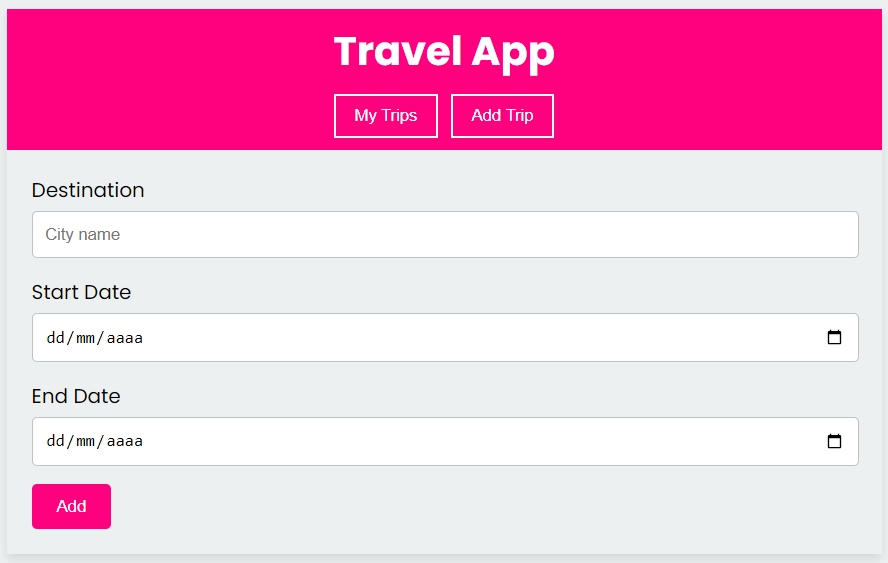 Travel App
My Trips Add Trip
Destination
City name
Start Date
dd/mm/aaaa
End Date
dd/mm/aaaa
Add